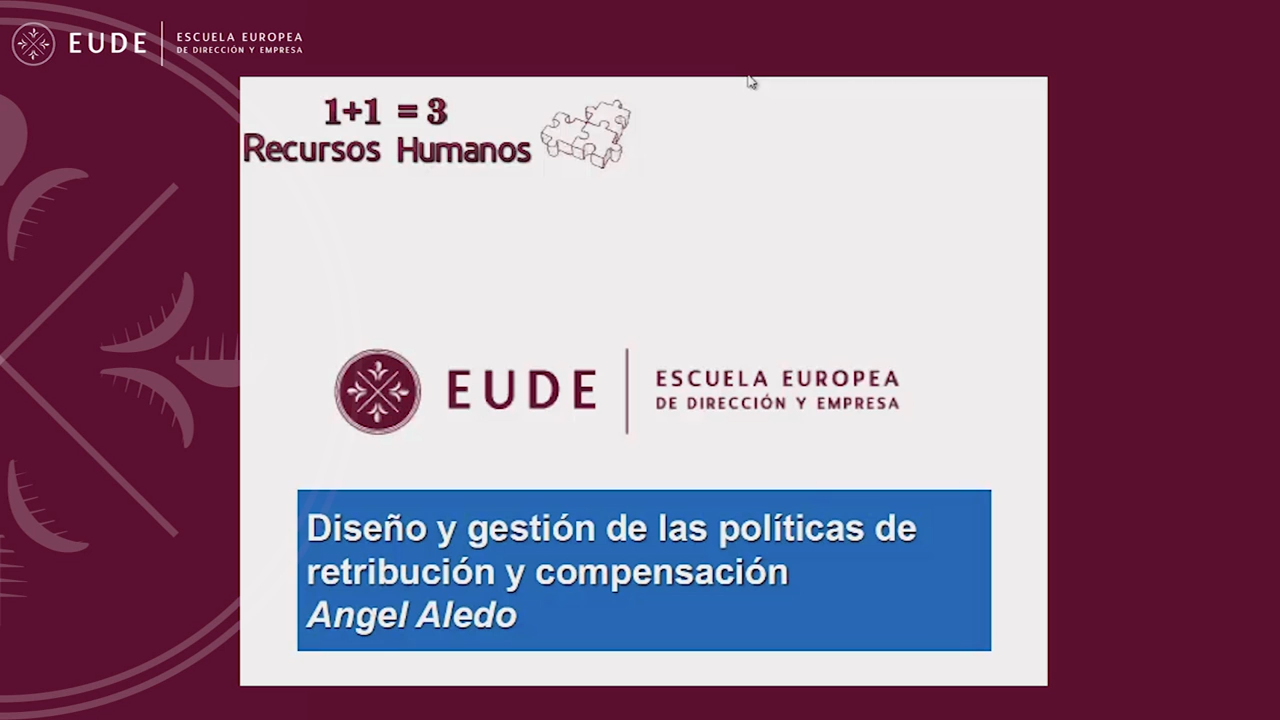 EUDE
ESCUELA EUROPEA
DE DIRECCIÓN Y EMPRESA
1+1 = 3
Recursos Humanos
EUDE
ESCUELA EUROPEA
DE DIRECCIÓN Y EMPRESA
Diseño y gestión de las políticas de
retribución y compensación
Angel Aledo